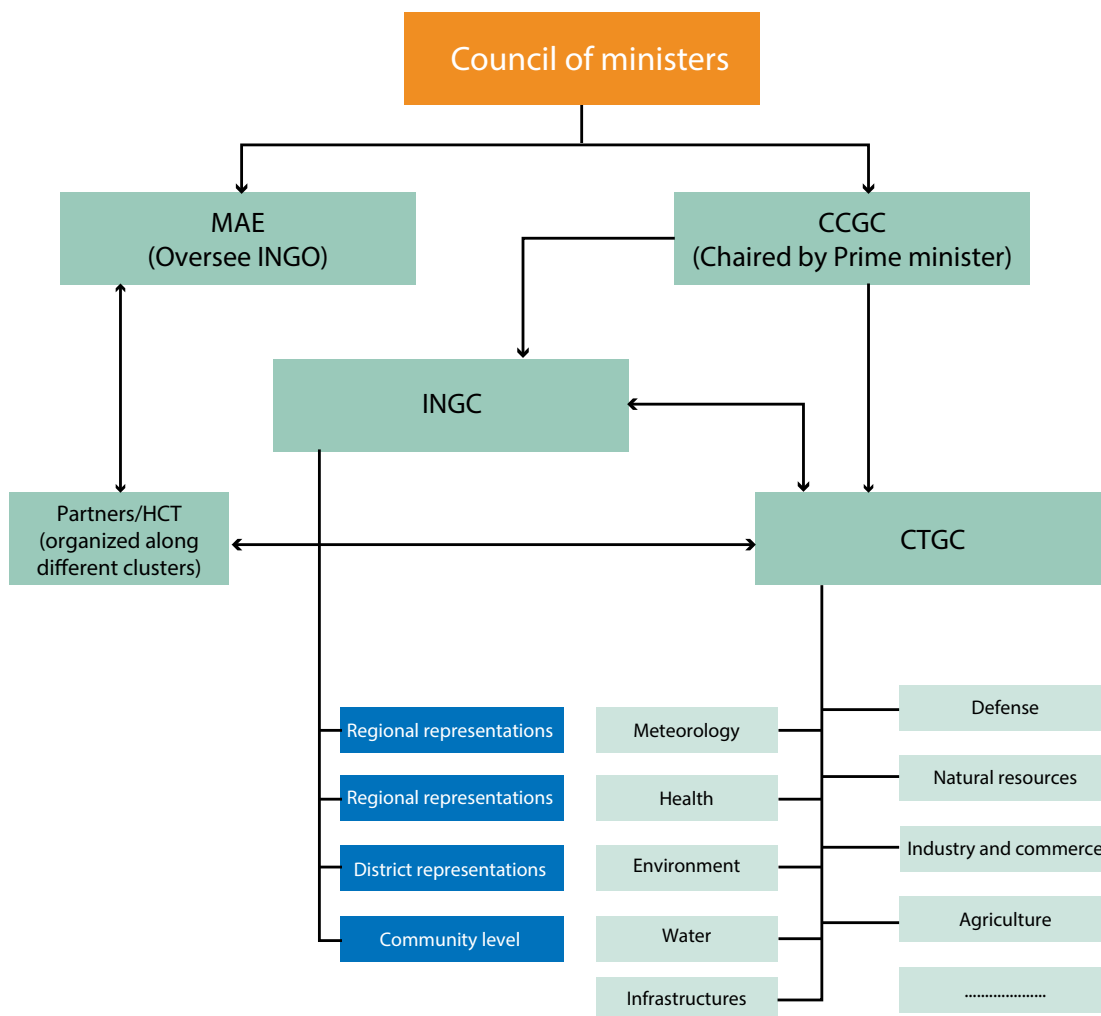 Council of ministers
MAE
(Oversee INGO)
CCGC
(Chaired by Prime minister)
INGC
Partners/HCT
(organized along
different clusters)
CTGC
Regional representations
Regional representations
District representations
Community level
Meteorology
Health
Environment
Water
Infrastructures
Defense
Natural resources
Industry and commerce
Agriculture
....................